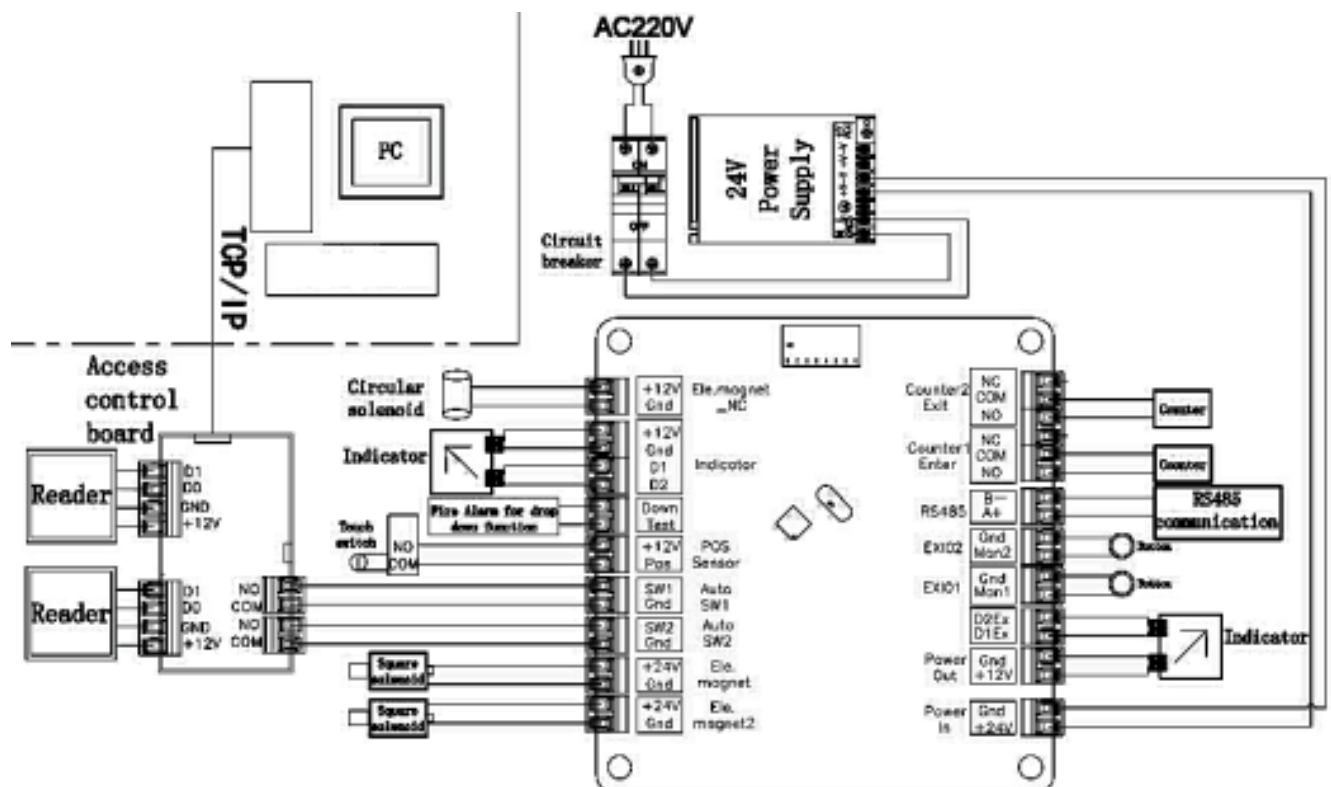 AC220V
PC
24V
Power
Supply
TCP/IP
Circuit
breaker
Access
control
board
Reader
D1
D0
GND
+12V
Reader
D1
D0
GND
+12V
NO
COM
NO
COM
Circular
solenoid
Indicator
Fire Alarm for drop
down function
Touch
switch
NO
COM
Square
solenoid
Square
solenoid
+12V
Gnd
Ele.magnet
_NC
+12V
Gnd
D1
D2
Indicator
Down
Test
+12V
Pos
POS
Sensor
SW1
Gnd
Auto
SW1
SW2
Gnd
Auto
SW2
+24V
Gnd
Ele.
magnet
+24V
Gnd
Ele.
magnet2
Counter2
Exit
NC
COM
NO
Counter
Counter1
Enter
NC
COM
NO
Counter
RS485
B-
A+
RS485
communication
EXIO2
Gnd
Man2
Button
EXIO1
Gnd
Man1
Button
D2Ex
D1Ex
Indicator
Power
Out
Gnd
+12V
Power
In
Gnd
+24V